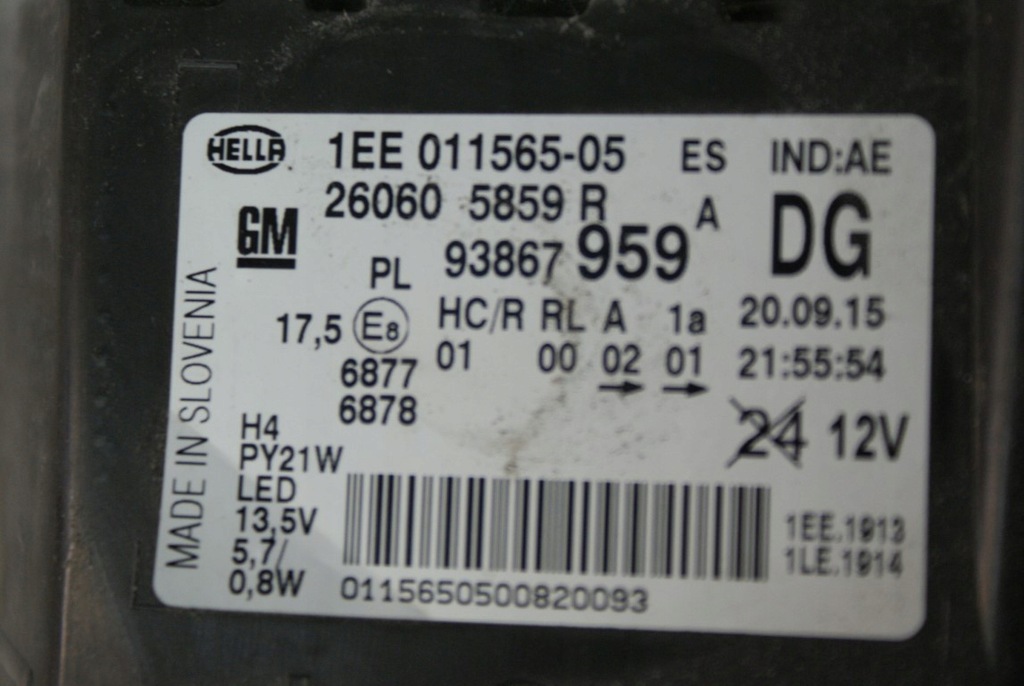 HELLA 1EE 011565-05 ES IND:AE
26060 5859 R A DG
GM
93867 959
PL
HC/R RL A 1a 20.09.15
17,5 E8
01 00 02 01 21:55:54
6877
6878
24 12V
H4
PY21W
LED
13,5V
5,7/
0,8W
1EE.1913
1LE.1914
0115650500820093
MADE IN SLOVENIA